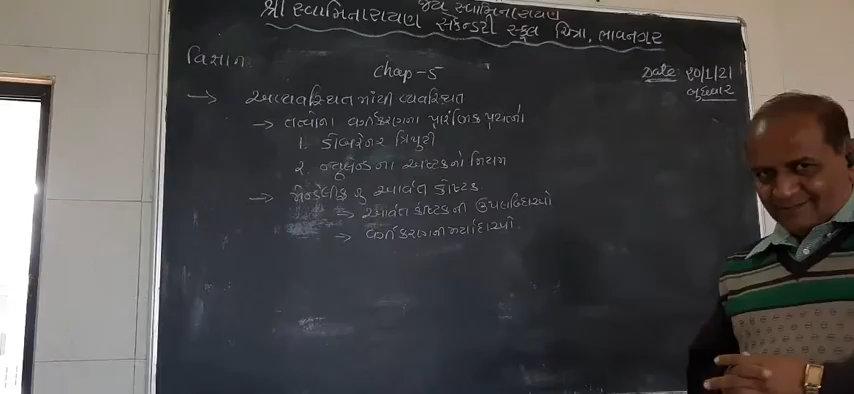 જય સ્વામિનારાયણ
શ્રી સ્વામિનારાયણ સેકન્ડરી સ્કૂલ ચિત્રા, ભાવનગર
વિજ્ઞાન:
Chap-5
Date: ૨૦/૧/૨૧
બુધવાર
→ અવ્યવસ્થિતમાંથી વ્યવસ્થિત
→ તત્વોના વર્ગીકરણના પ્રારંભિક પ્રયત્નો
૧. ડોબરેનર ત્રિપુટી
૨. ન્યૂલેન્ડના અષ્ટકનો નિયમ
→ મેન્ડેલીફનું આવર્ત કોષ્ટક
→ આવર્ત કોષ્ટકની ઉપલબ્ધિઓ
→ વર્ગીકરણની મર્યાદાઓ.